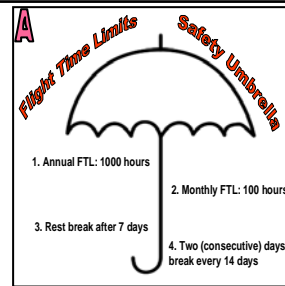 A
Flight Time Limits
Safety Umbrella
1. Annual FTL: 1000 hours
2. Monthly FTL: 100 hours
3. Rest break after 7 days
4. Two (consecutive) days
break every 14 days